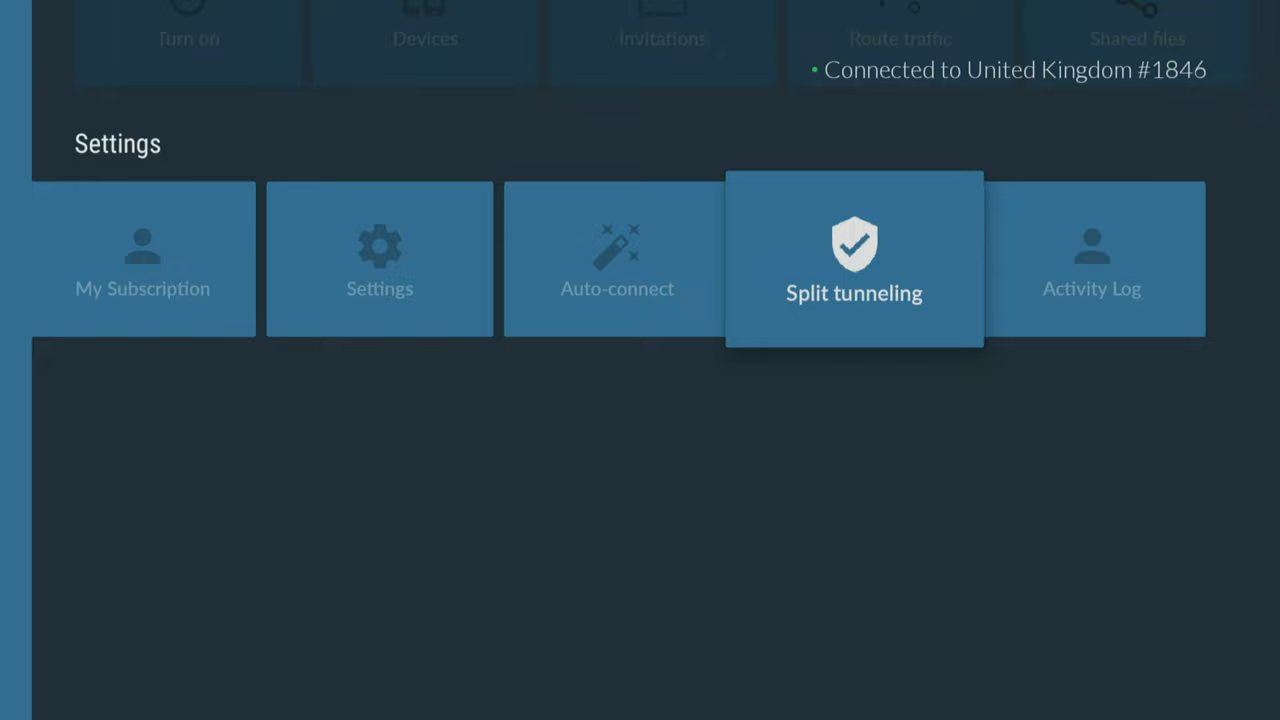 Turn on
Devices
Invitations
Route traffic
Shared files
Connected to United Kingdom #1846
Settings
My Subscription
Settings
Auto-connect
Split tunneling
Activity Log